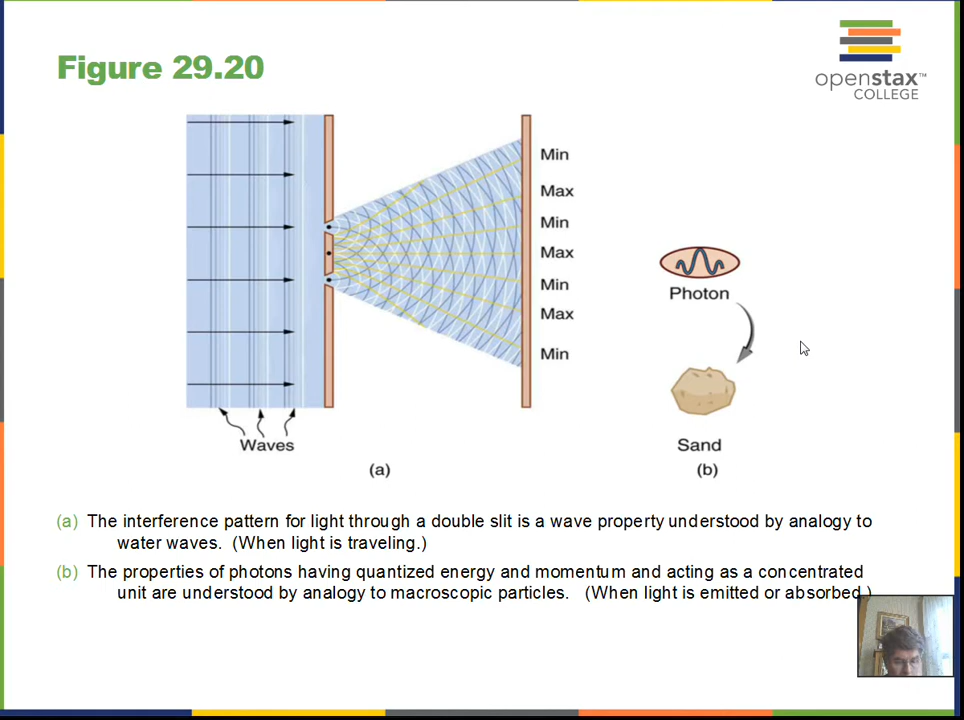 Figure 29.20
openstax™
COLLEGE
Min
Max
Min
Max
Min
Max
Min
Waves
(a)
Photon
Sand
(b)
(a) The interference pattern for light through a double slit is a wave property understood by analogy to
water waves. (When light is traveling.)
(b) The properties of photons having quantized energy and momentum and acting as a concentrated
unit are understood by analogy to macroscopic particles. (When light is emitted or absorbed.)